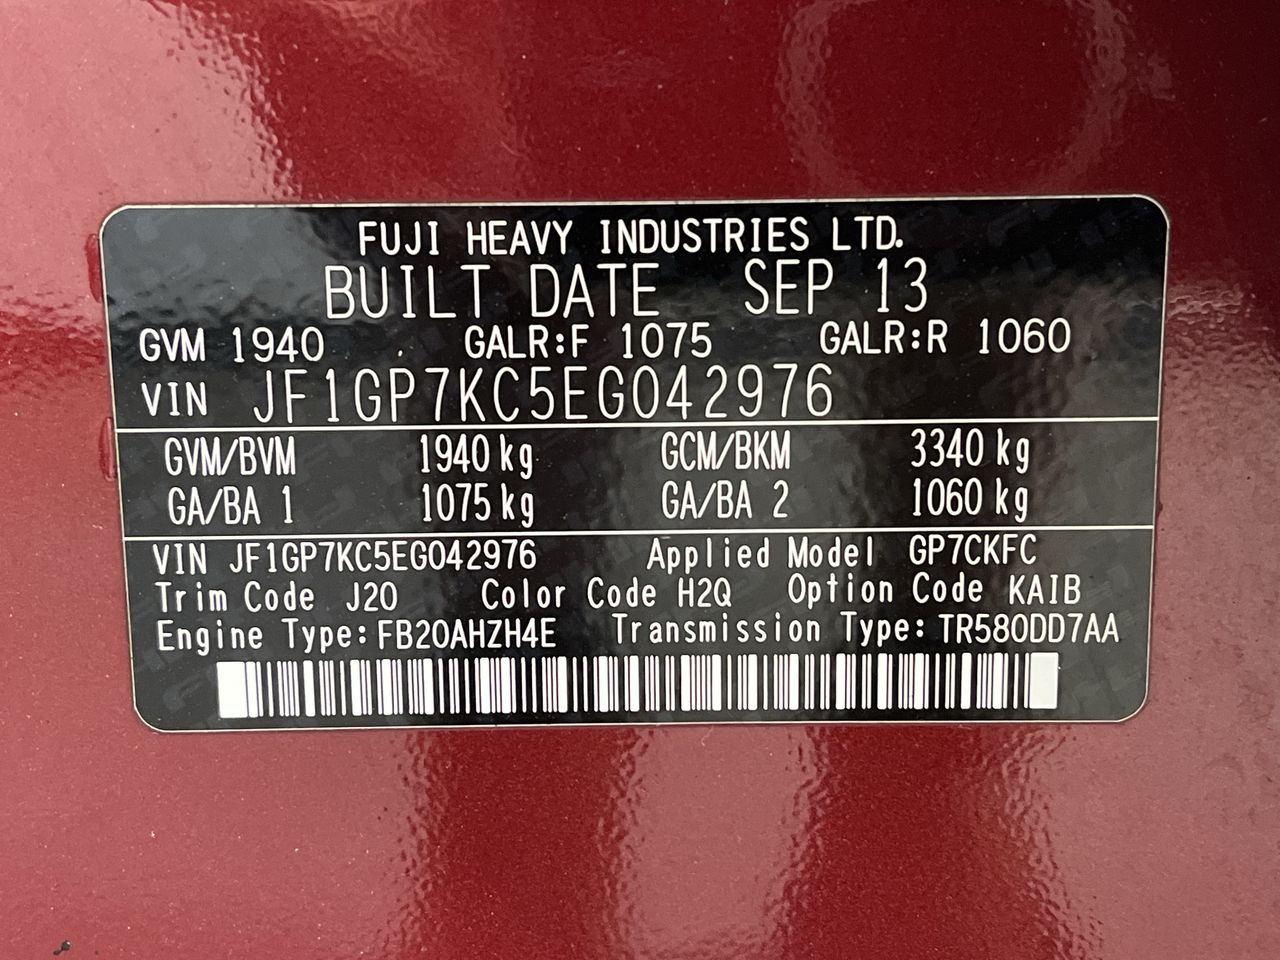 FUJI HEAVY INDUSTRIES LTD.
BUILT DATE SEP 13
GVM 1940 GALR:F 1075 GALR:R 1060
VIN JF1GP7KC5EG042976
GVM/BVM 1940 kg GCM/BKM 3340 kg
GA/BA 1 1075 kg GA/BA 2 1060 kg
VIN JF1GP7KC5EG042976 Applied Model GP7CKFC
Trim Code J20 Color Code H2Q Option Code KAIB
Engine Type: FB20AHZH4E Transmission Type: TR580DD7AA